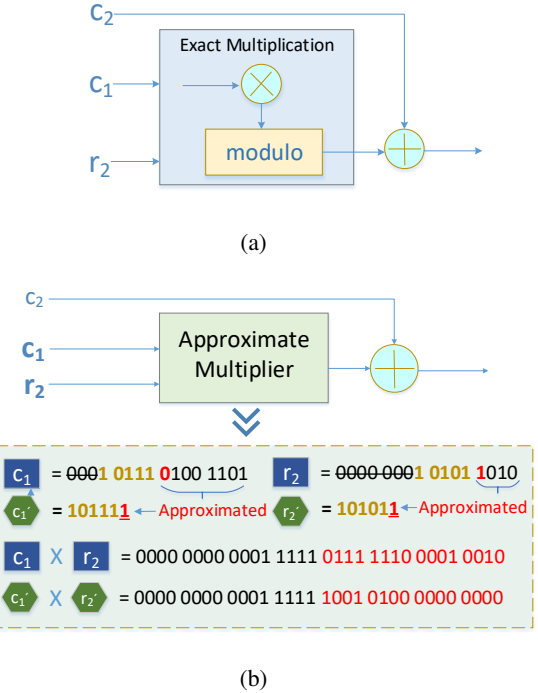 c2
Exact Multiplication
c1
modulo
r2
(a)
c2
c1
r2
Approximate
Multiplier
c1 = 0001 0111 0100 1101 r2 = 0000 0001 0101 1010
c1′ = 101111 Approximated r2′ = 101011 Approximated
c1 X r2 = 0000 0000 0001 1111 0111 1110 0001 0010
c1′ X r2′ = 0000 0000 0001 1111 1001 0100 0000 0000
(b)